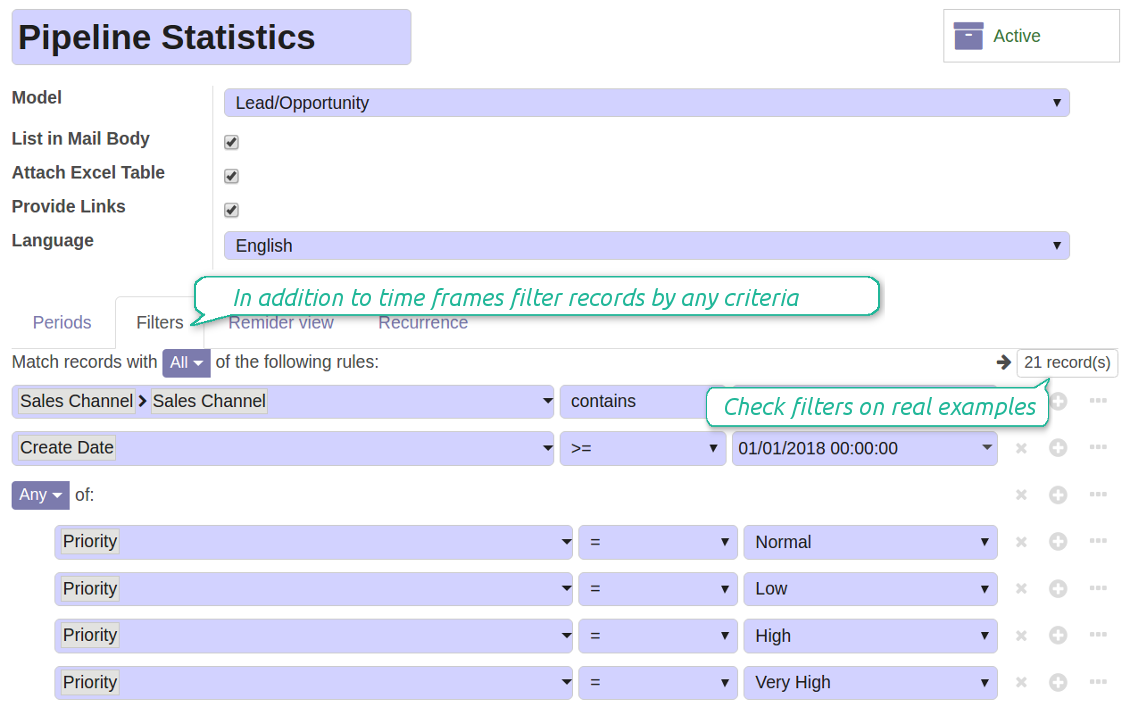 Pipeline Statistics
Active
Model
Lead/Opportunity
List in Mail Body
Attach Excel Table
Provide Links
Language
English
In addition to time frames filter records by any criteria
Periods
Filters
Remider view
Recurrence
Match records with All of the following rules:
21 record(s)
Sales Channel > Sales Channel
contains
Check filters on real examples
Create Date
>=
01/01/2018 00:00:00
Any of:
Priority = Normal
Priority = Low
Priority = High
Priority = Very High